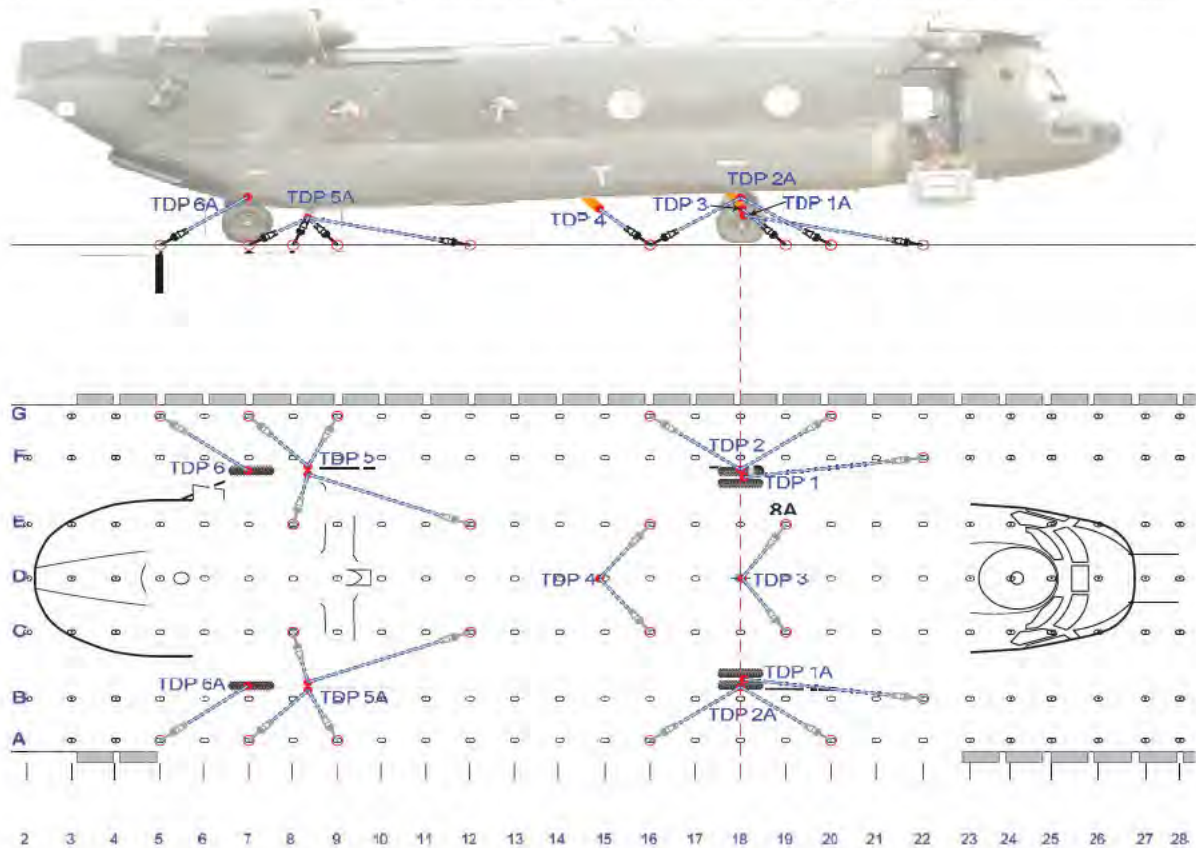 TDP 2A
TDP 6A TDP 5A TDP 3 TDP 1A
TDP 4
G
TDP 2
F TDP 6 TDP 5
TDP 1
8A
E
D TDP 4 TDP 3
C
TDP 1A
TDP 6A
B TDP 5A
TDP 2A
A
2 3 4 5 6 7 8 9 10 11 12 13 14 15 16 17 18 19 20 21 22 23 24 25 26 27 28